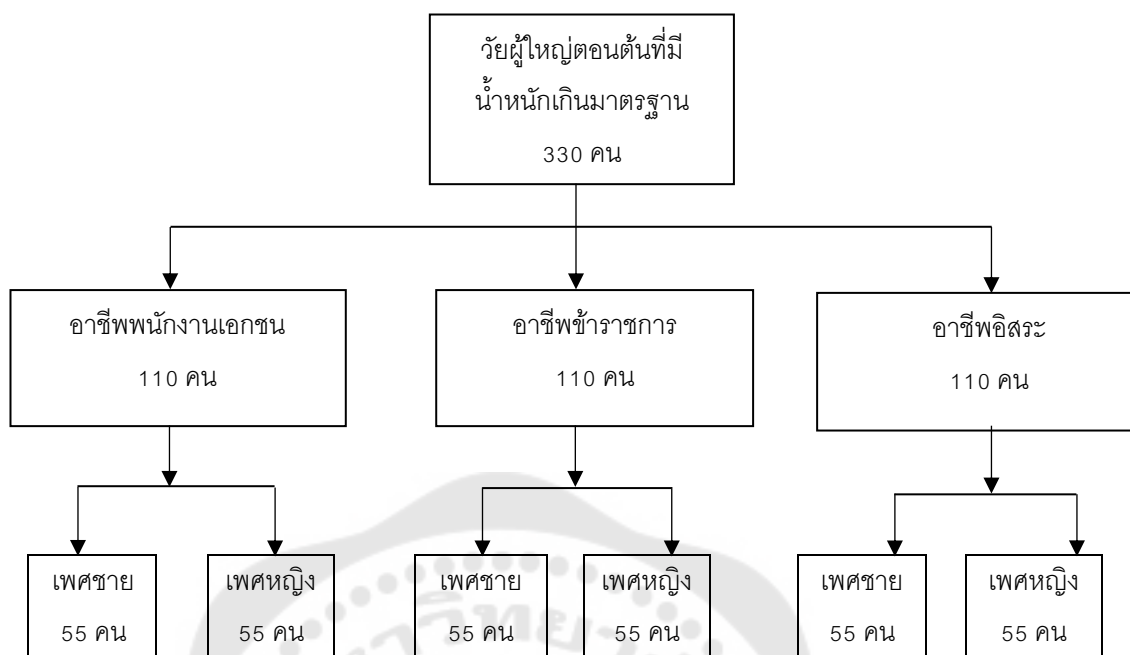 วัยผู้ใหญ่ตอนต้นที่มี
น้ำหนักเกินมาตรฐาน
330 คน
อาชีพพนักงานเอกชน
110 คน
อาชีพข้าราชการ
110 คน
อาชีพอิสระ
110 คน
เพศชาย
55 คน
เพศหญิง
55 คน
เพศชาย
55 คน
เพศหญิง
55 คน
เพศชาย
55 คน
เพศหญิง
55 คน